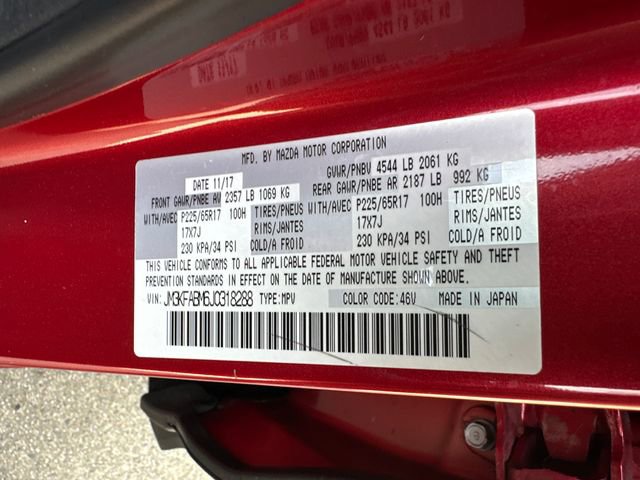 MFD. BY MAZDA MOTOR CORPORATION
DATE 11/17 GVWR/PNBV 4544 LB 2061 KG
FRONT GAWR/PNBE AV 2357 LB 1069 KG REAR GAWR/PNBE AR 2187 LB 992 KG
WITH/AVEC P225/65R17 100H TIRES/PNEUS WITH/AVEC P225/65R17 100H TIRES/PNEUS
17X7J RIMS/JANTES 17X7J RIMS/JANTES
230 KPA/34 PSI COLD/A FROID 230 KPA/34 PSI COLD/A FROID
THIS VEHICLE CONFORMS TO ALL APPLICABLE FEDERAL MOTOR VEHICLE SAFETY AND THEFT
PREVENTION STANDARDS IN EFFECT ON THE DATE OF MANUFACTURE SHOWN ABOVE.
VIN: JM3KFABM6J0318288 TYPE:MPV COLOR CODE:46V MADE IN JAPAN